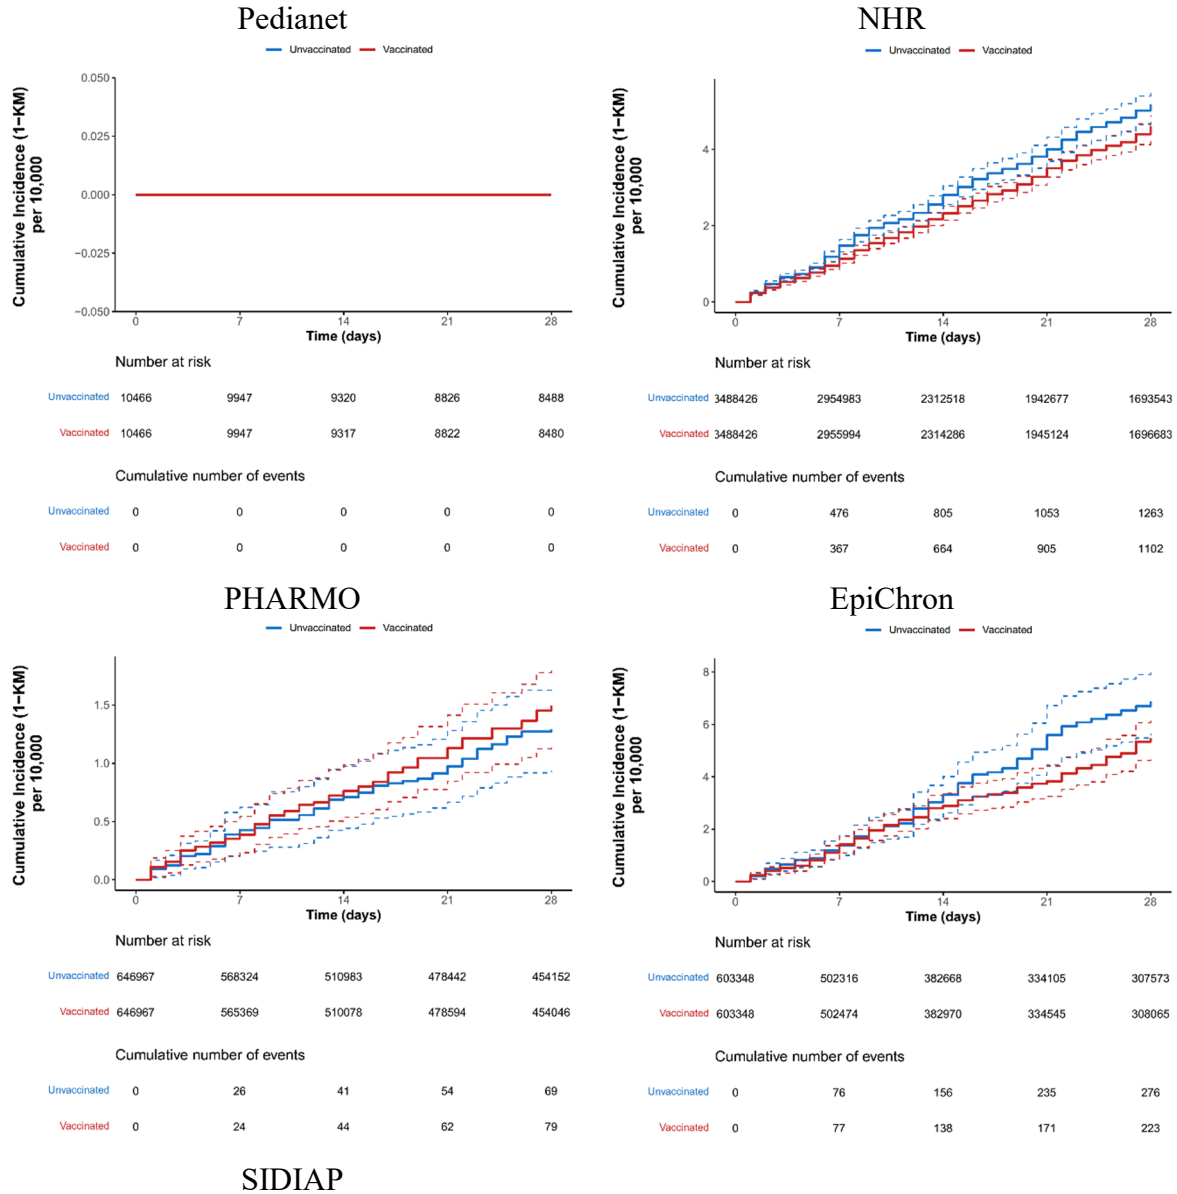 Pedianet
Unvaccinated Vaccinated
Cumulative Incidence (1−KM)
per 10,000
0.050
0.025
0.000
−0.025
−0.050
0 7 14 21 28
Time (days)
Number at risk
Unvaccinated 10466 9947 9320 8826 8488
Vaccinated 10466 9947 9317 8822 8480
Cumulative number of events
Unvaccinated 0 0 0 0 0
Vaccinated 0 0 0 0 0
NHR
Unvaccinated Vaccinated
Cumulative Incidence (1−KM)
per 10,000
4
2
0
0 7 14 21 28
Time (days)
Number at risk
Unvaccinated 3488426 2954983 2312518 1942677 1693543
Vaccinated 3488426 2955994 2314286 1945124 1696683
Cumulative number of events
Unvaccinated 0 476 805 1053 1263
Vaccinated 0 367 664 905 1102
PHARMO
Unvaccinated Vaccinated
Cumulative Incidence (1−KM)
per 10,000
1.5
1.0
0.5
0.0
0 7 14 21 28
Time (days)
Number at risk
Unvaccinated 646967 568324 510983 478442 454152
Vaccinated 646967 565369 510078 478594 454046
Cumulative number of events
Unvaccinated 0 26 41 54 69
Vaccinated 0 24 44 62 79
EpiChron
Unvaccinated Vaccinated
Cumulative Incidence (1−KM)
per 10,000
8
6
4
2
0
0 7 14 21 28
Time (days)
Number at risk
Unvaccinated 603348 502316 382668 334105 307573
Vaccinated 603348 502474 382970 334545 308065
Cumulative number of events
Unvaccinated 0 76 156 235 276
Vaccinated 0 77 138 171 223
SIDIAP